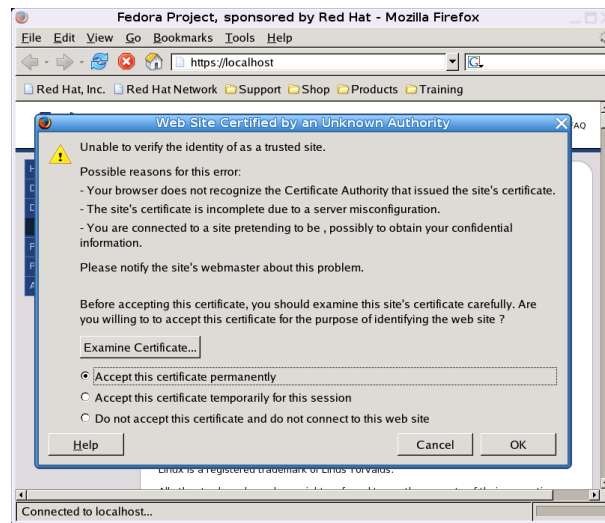 Fedora Project, sponsored by Red Hat - Mozilla Firefox
File Edit View Go Bookmarks Tools Help
https://localhost
Red Hat, Inc. Red Hat Network Support Shop Products Training
FAQ
Web Site Certified by an Unknown Authority
Unable to verify the identity of as a trusted site.
Possible reasons for this error:
- Your browser does not recognize the Certificate Authority that issued the site's certificate.
- The site's certificate is incomplete due to a server misconfiguration.
- You are connected to a site pretending to be , possibly to obtain your confidential
information.
Please notify the site's webmaster about this problem.
Before accepting this certificate, you should examine this site's certificate carefully. Are
you willing to to accept this certificate for the purpose of identifying the web site ?
Examine Certificate...
Accept this certificate permanently
Accept this certificate temporarily for this session
Do not accept this certificate and do not connect to this web site
Help Cancel OK
Linux is a registered trademark of Linus Torvalds.
Connected to localhost...